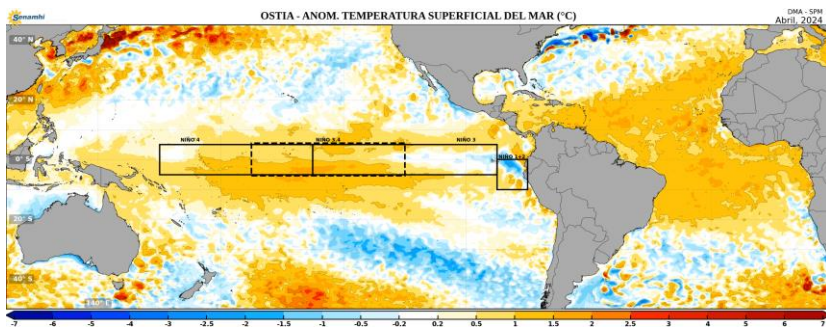 Senamhi
OSTIA - ANOM. TEMPERATURA SUPERFICIAL DEL MAR (°C)
DMA - SPM
Abril, 2024
40° N
20° N
NIÑO 4
NIÑO 3.4
NIÑO 3
0° S
NIÑO 1+2
20° S
40° S
140° E
-7 -6 -5 -4 -3 -2.5 -2 -1.5 -1 -0.5 -0.2 0.2 0.5 1 1.5 2 2.5 3 4 5 6 7